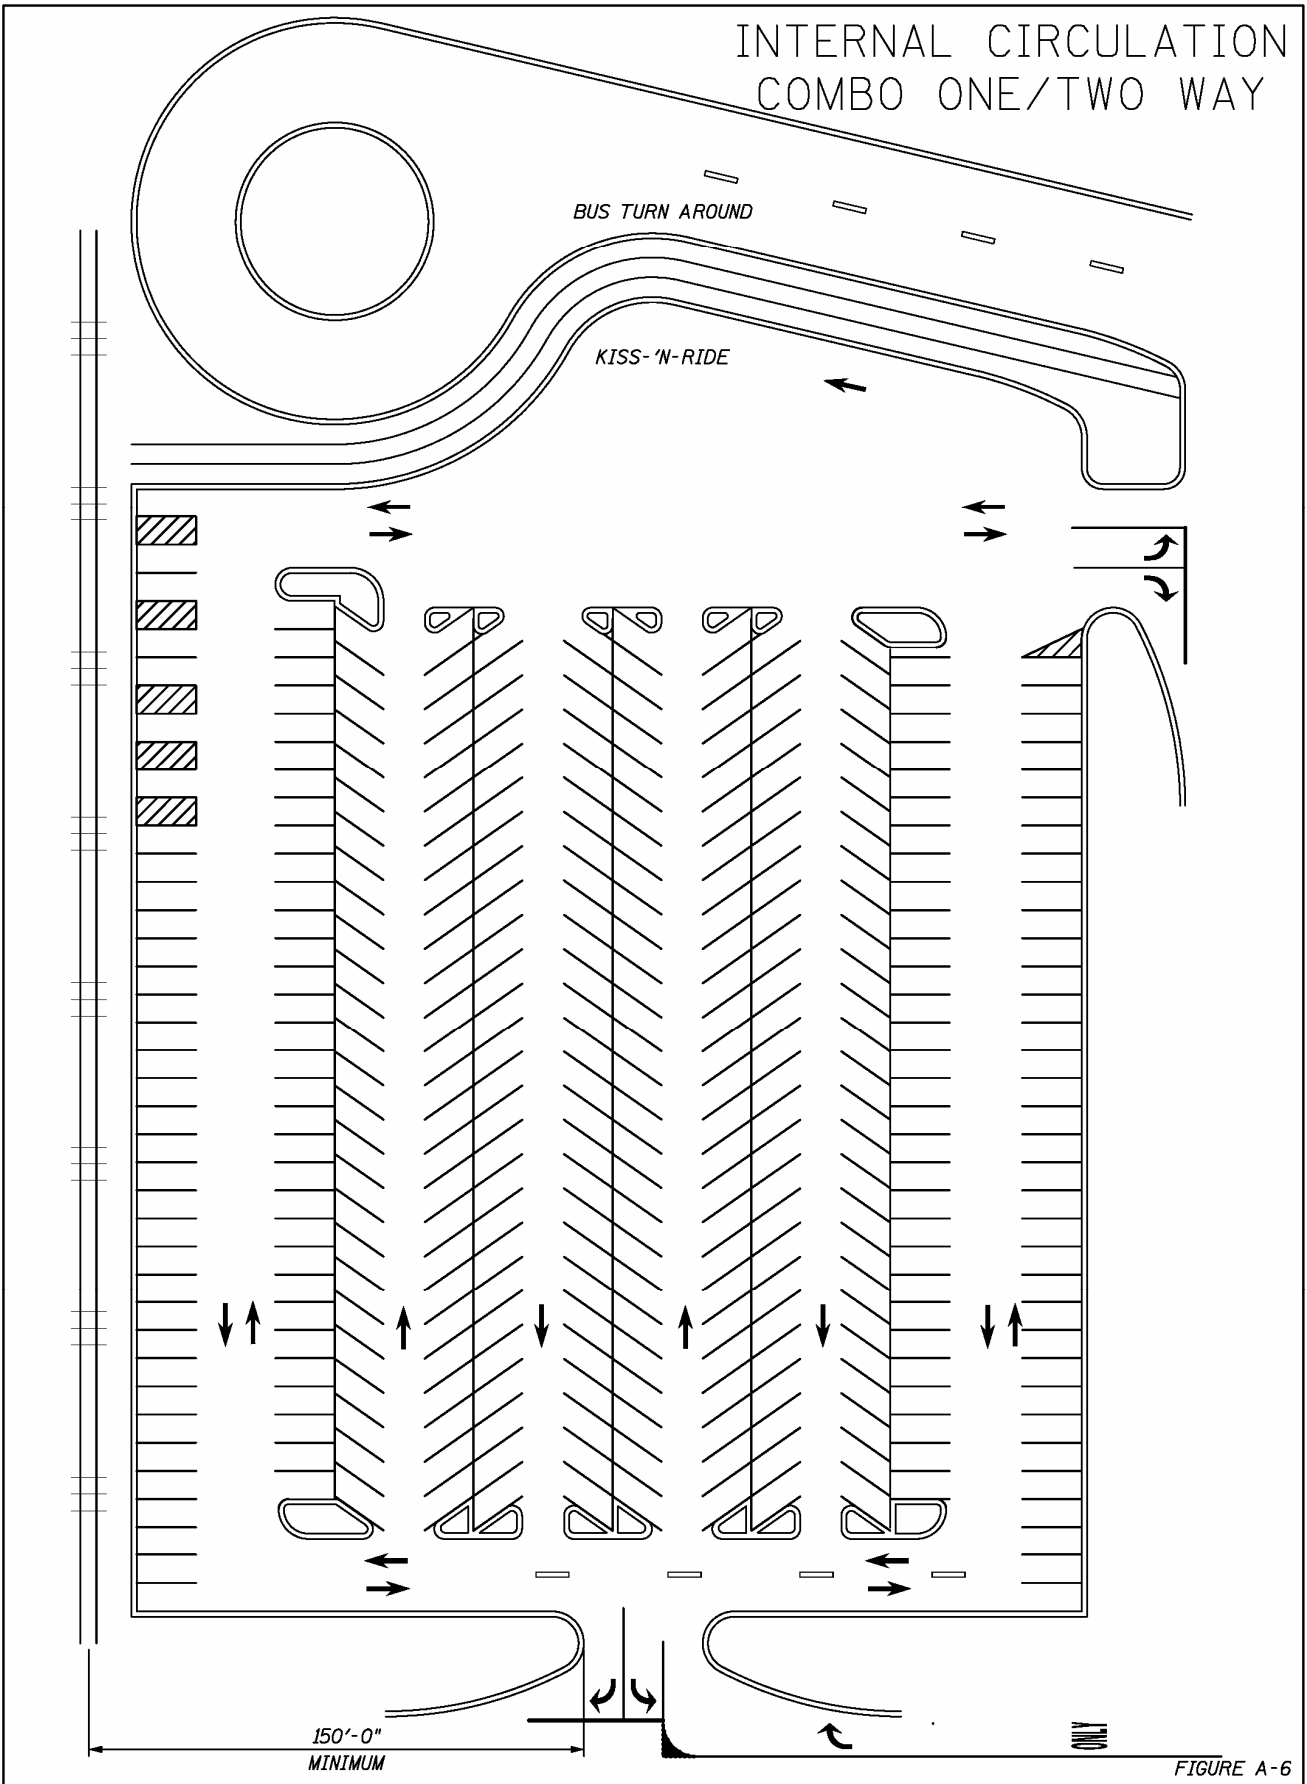 INTERNAL CIRCULATION
COMBO ONE/TWO WAY
BUS TURN AROUND
KISS-'N-RIDE
150'-0"
MINIMUM
ONLY
FIGURE A-6